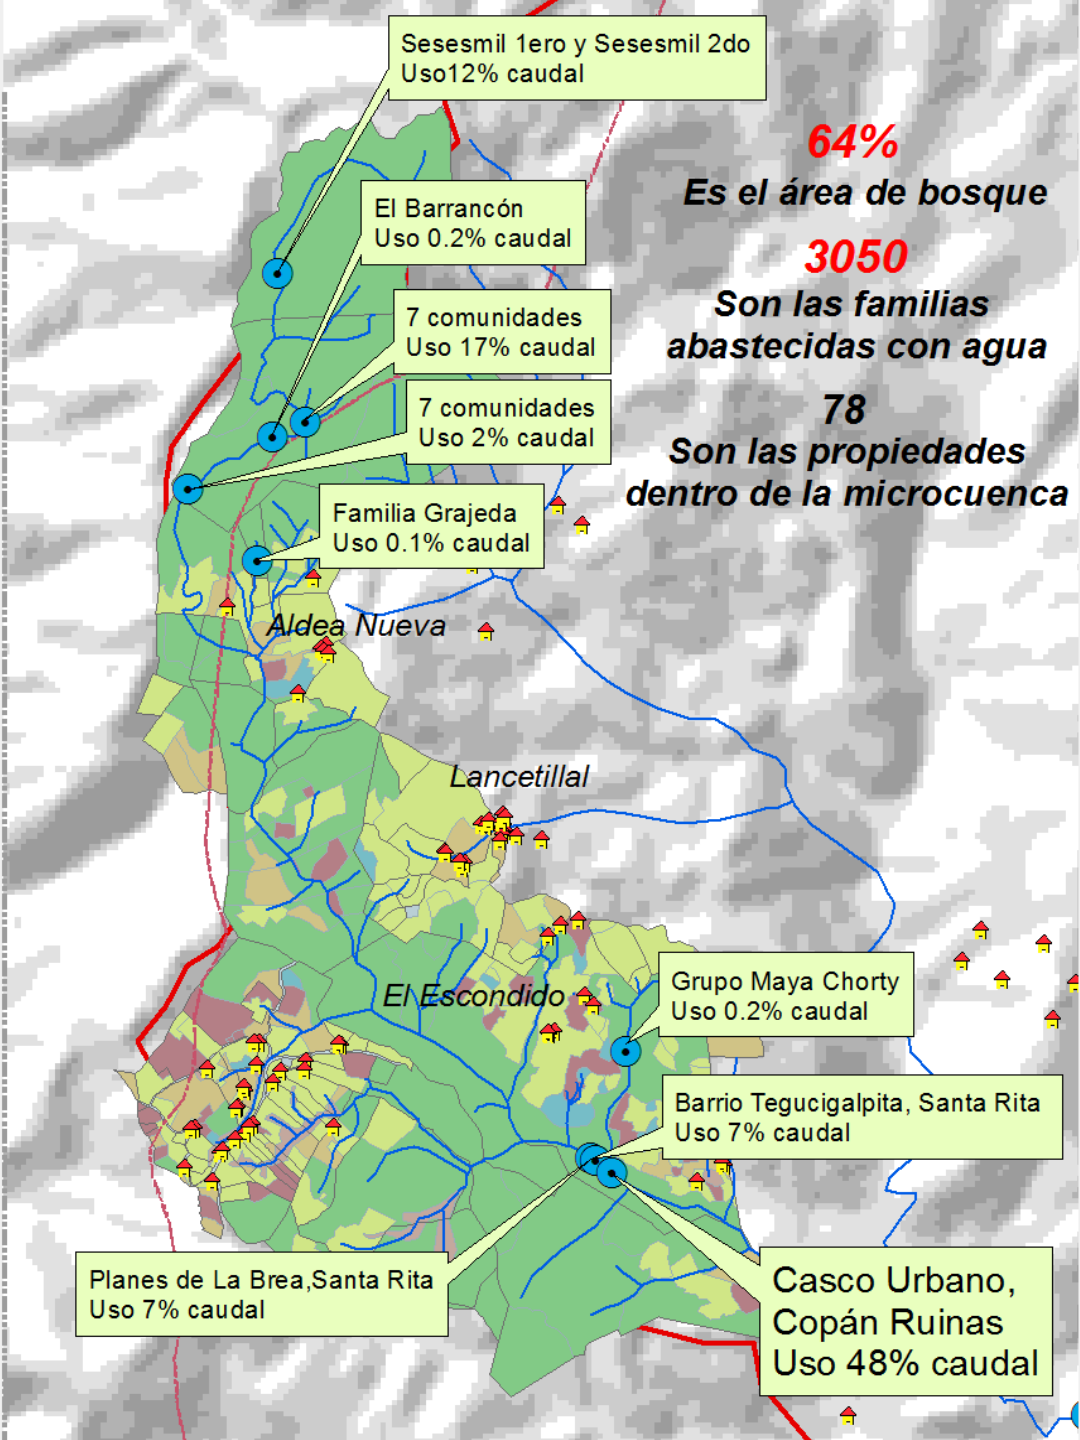 Sesesmil 1ero y Sesesmil 2do
Uso12% caudal
El Barrancón
Uso 0.2% caudal
7 comunidades
Uso 17% caudal
7 comunidades
Uso 2% caudal
Familia Grajeda
Uso 0.1% caudal
64%
Es el área de bosque
3050
Son las familias
abastecidas con agua
78
Son las propiedades
dentro de la microcuenca
Aldea Nueva
Lancetillal
El Escondido
Grupo Maya Chorty
Uso 0.2% caudal
Barrio Tegucigalpita, Santa Rita
Uso 7% caudal
Planes de La Brea,Santa Rita
Uso 7% caudal
Casco Urbano,
Copán Ruinas
Uso 48% caudal